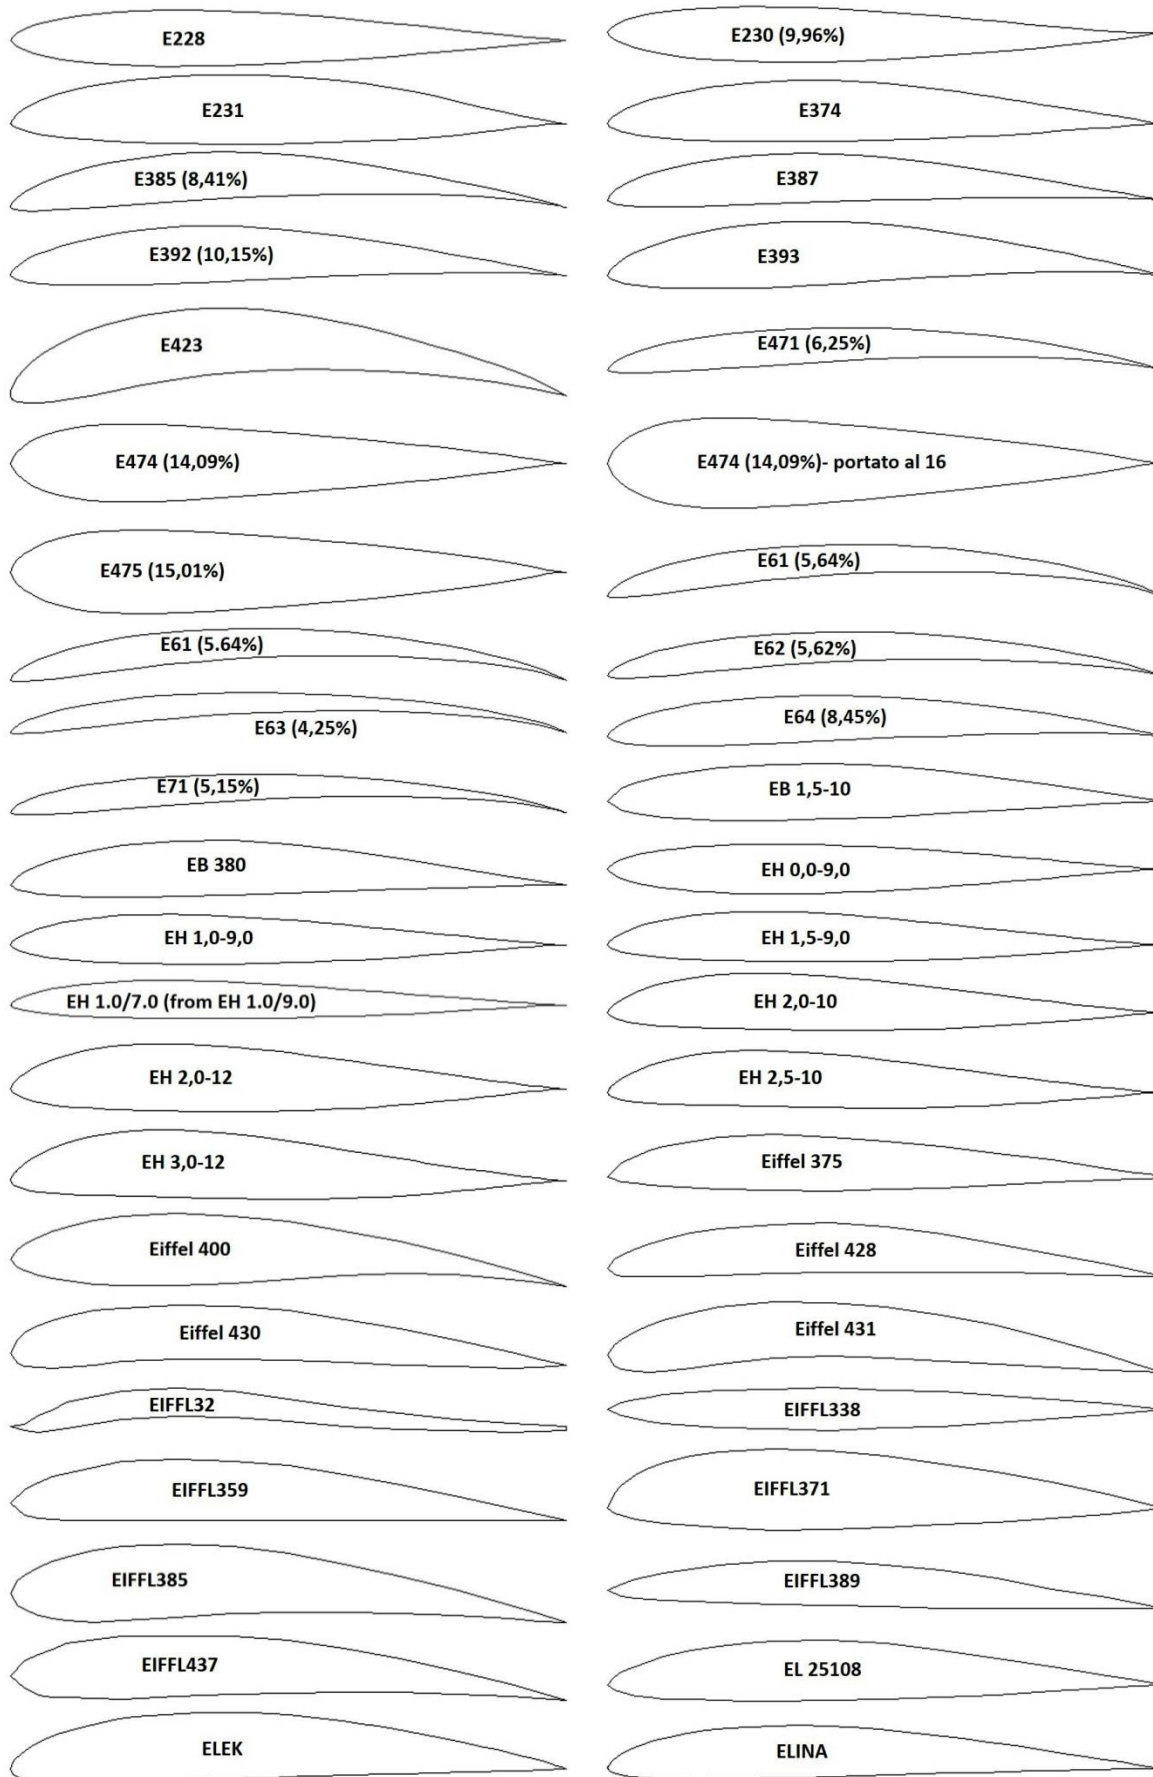 E228
E230 (9,96%)
E231
E374
E385 (8,41%)
E387
E392 (10,15%)
E393
E423
E471 (6,25%)
E474 (14,09%)
E474 (14,09%)- portato al 16
E475 (15,01%)
E61 (5,64%)
E61 (5.64%)
E62 (5,62%)
E63 (4,25%)
E64 (8,45%)
E71 (5,15%)
EB 1,5-10
EB 380
EH 0,0-9,0
EH 1,0-9,0
EH 1,5-9,0
EH 1.0/7.0 (from EH 1.0/9.0)
EH 2,0-10
EH 2,0-12
EH 2,5-10
EH 3,0-12
Eiffel 375
Eiffel 400
Eiffel 428
Eiffel 430
Eiffel 431
EIFFL32
EIFFL338
EIFFL359
EIFFL371
EIFFL385
EIFFL389
EIFFL437
EL 25108
ELEK
ELINA